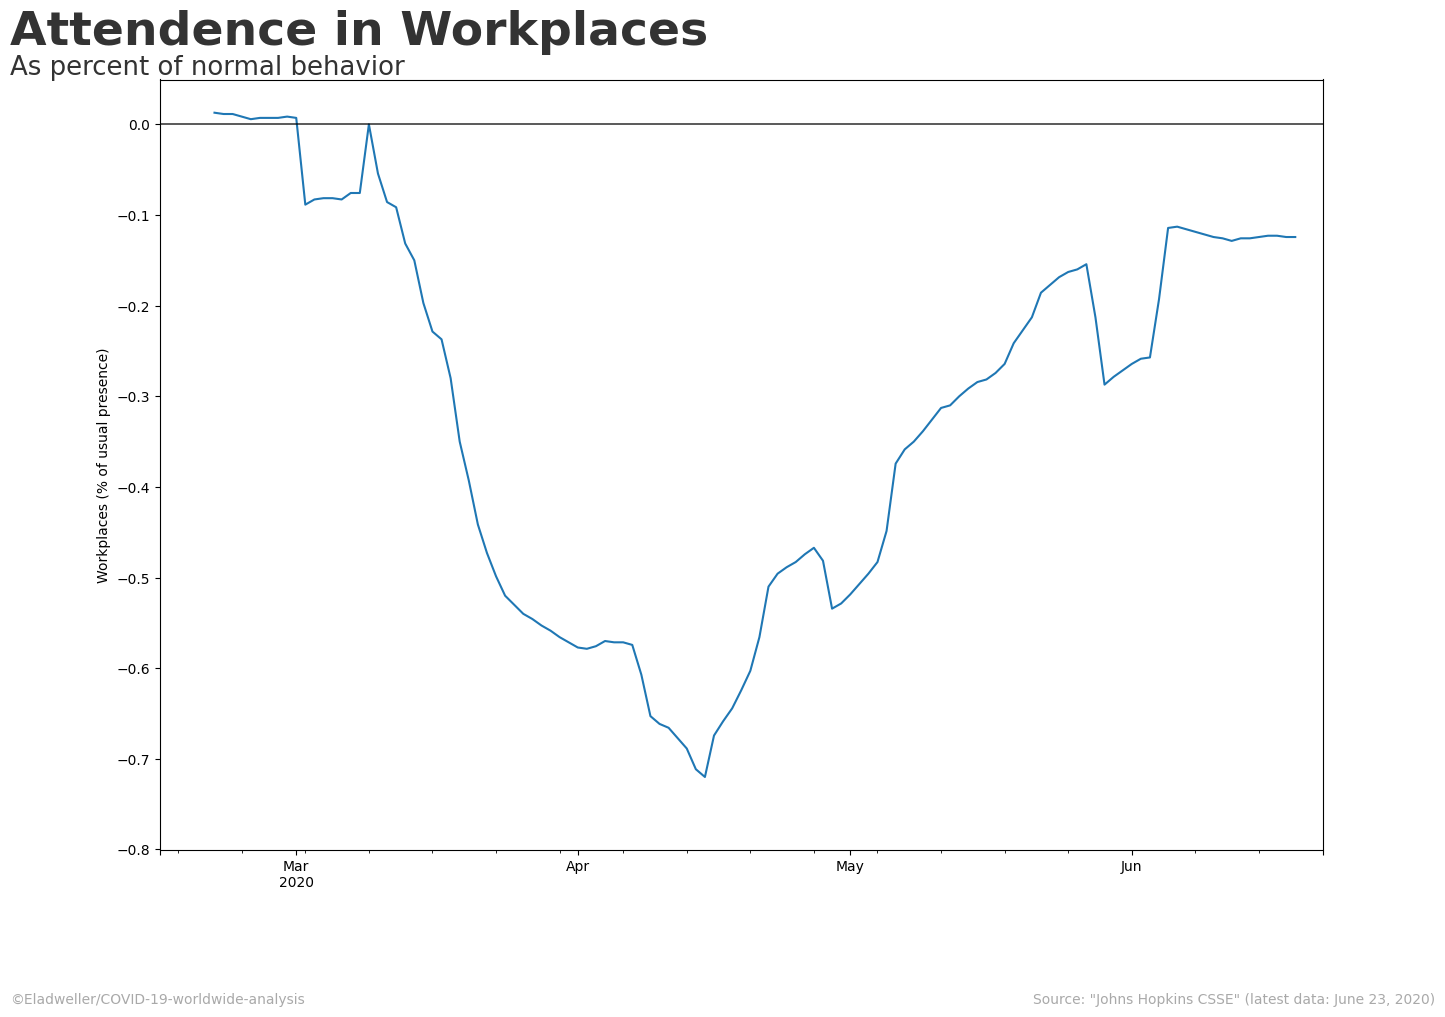 Attendence in Workplaces
As percent of normal behavior
0.0
−0.1
−0.2
−0.3
−0.4
−0.5
−0.6
−0.7
−0.8
Workplaces (% of usual presence)
Mar
2020
Apr
May
Jun
©Eladweller/COVID-19-worldwide-analysis
Source: "Johns Hopkins CSSE" (latest data: June 23, 2020)